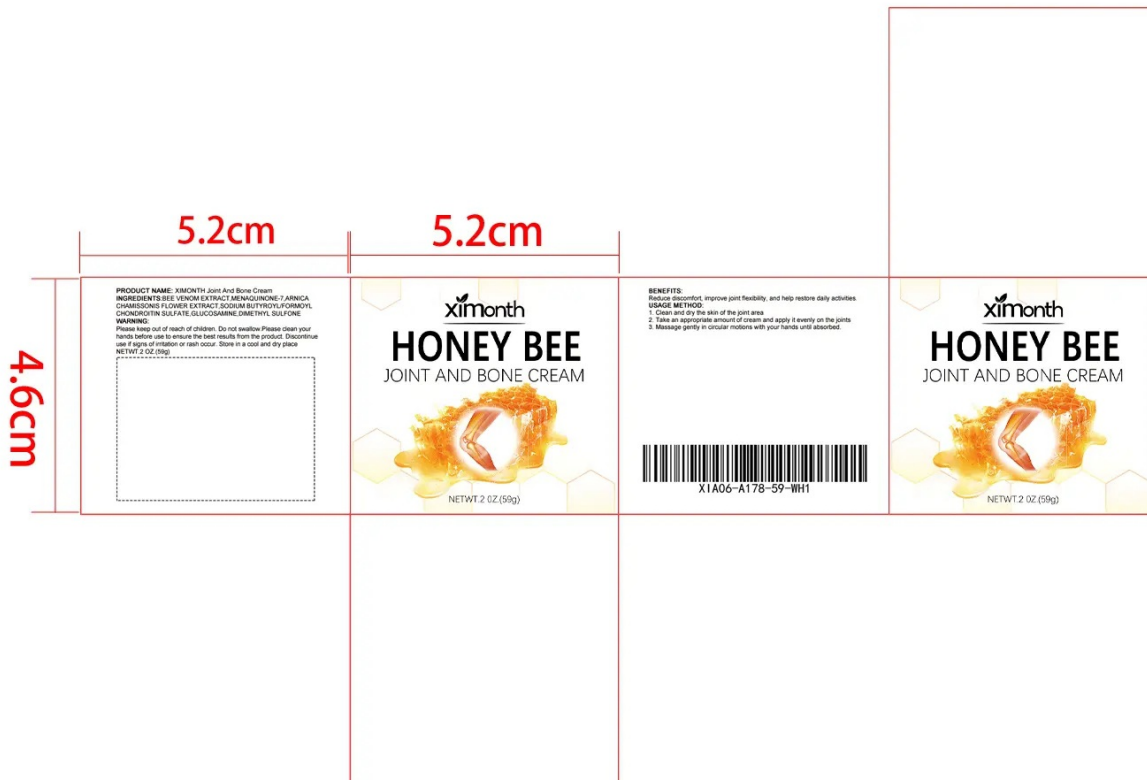 5.2cm
5.2cm
4.6cm
PRODUCT NAME: XIMONTH Joint And Bone Cream
INGREDIENTS:BEE VENOM EXTRACT,MENAQUINONE-7,ARNICA
CHAMISSONIS FLOWER EXTRACT,SODIUM BUTYROYL/FORMOYL
CHONDROITIN SULFATE,GLUCOSAMINE,DIMETHYL SULFONE
WARNING:
Please keep out of reach of children. Do not swallow.Please clean your
hands before use to ensure the best results from the product. Discontinue
use if signs of irritation or rash occur. Store in a cool and dry place
NETWT.2 OZ.(59g)
ximonth
HONEY BEE
JOINT AND BONE CREAM
NETWT.2 OZ.(59g)
BENEFITS:
Reduce discomfort, improve joint flexibility, and help restore daily activities.
USAGE METHOD:
1. Clean and dry the skin of the joint area
2. Take an appropriate amount of cream and apply it evenly on the joints
3. Massage gently in circular motions with your hands until absorbed.
XIA06-A178-59-WH1
ximonth
HONEY BEE
JOINT AND BONE CREAM
NETWT.2 OZ.(59g)